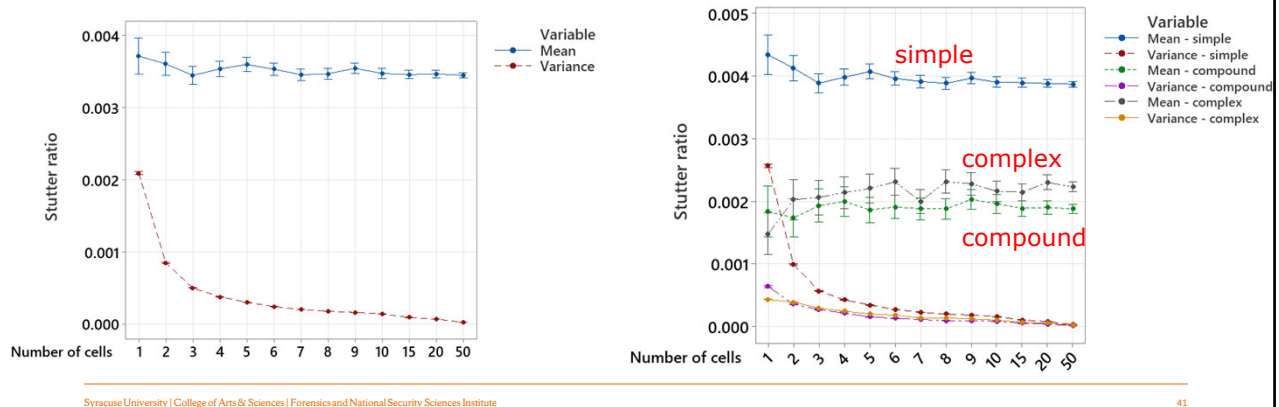 0.004
0.003
0.002
0.001
0.000
Stutter ratio
Number of cells
1 2 3 4 5 6 7 8 9 10 15 20 50
Variable
Mean
Variance
0.005
0.004
0.003
0.002
0.001
0.000
Stutter ratio
simple
complex
compound
Number of cells
1 2 3 4 5 6 7 8 9 10 15 20 50
Variable
Mean - simple
Variance - simple
Mean - compound
Variance - compound
Mean - complex
Variance - complex
Syracuse University | College of Arts & Sciences | Forensics and National Security Sciences Institute
41